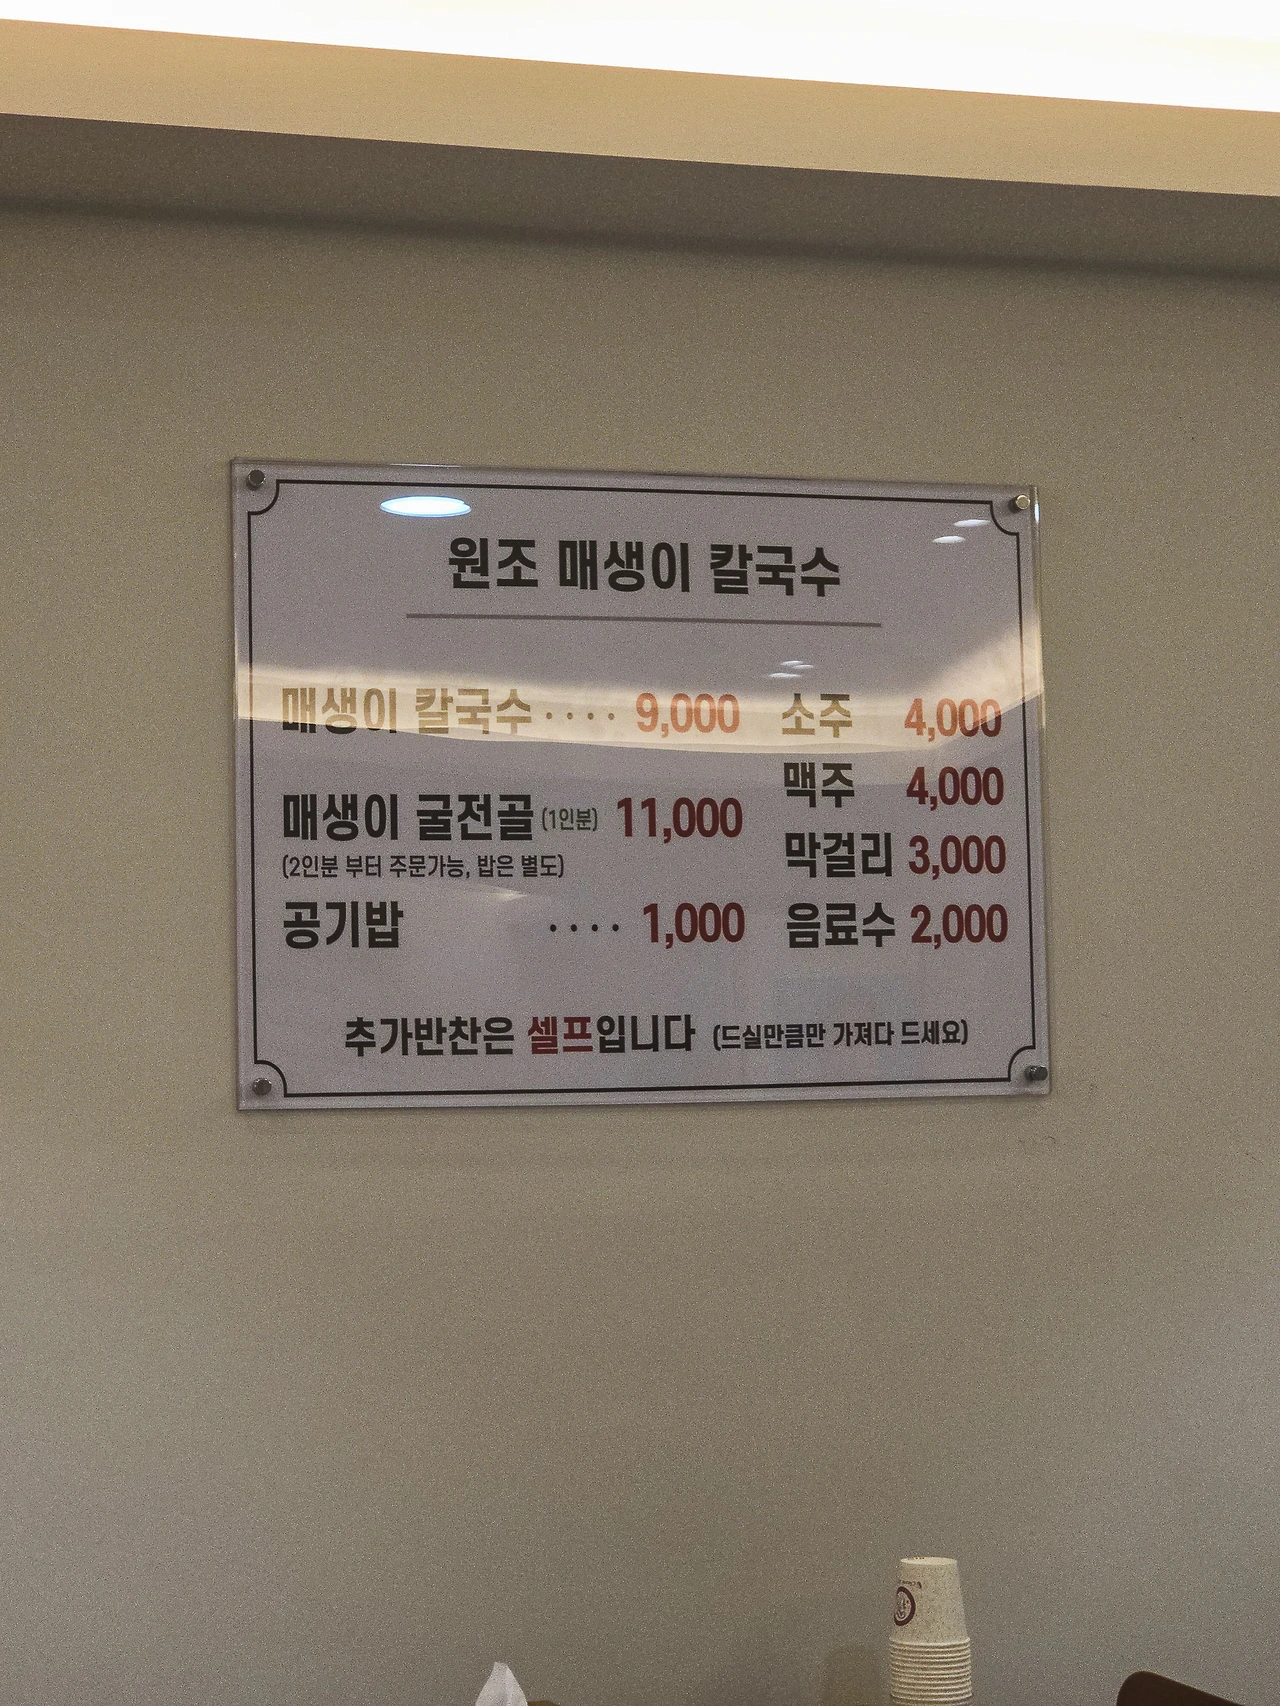 원조 매생이 칼국수
매생이 칼국수 ···· 9,000
매생이 굴전골 (1인분) 11,000
(2인분 부터 주문가능, 밥은 별도)
공기밥 ···· 1,000
소주 4,000
맥주 4,000
막걸리 3,000
음료수 2,000
추가반찬은 셀프입니다 (드실만큼만 가져다 드세요)